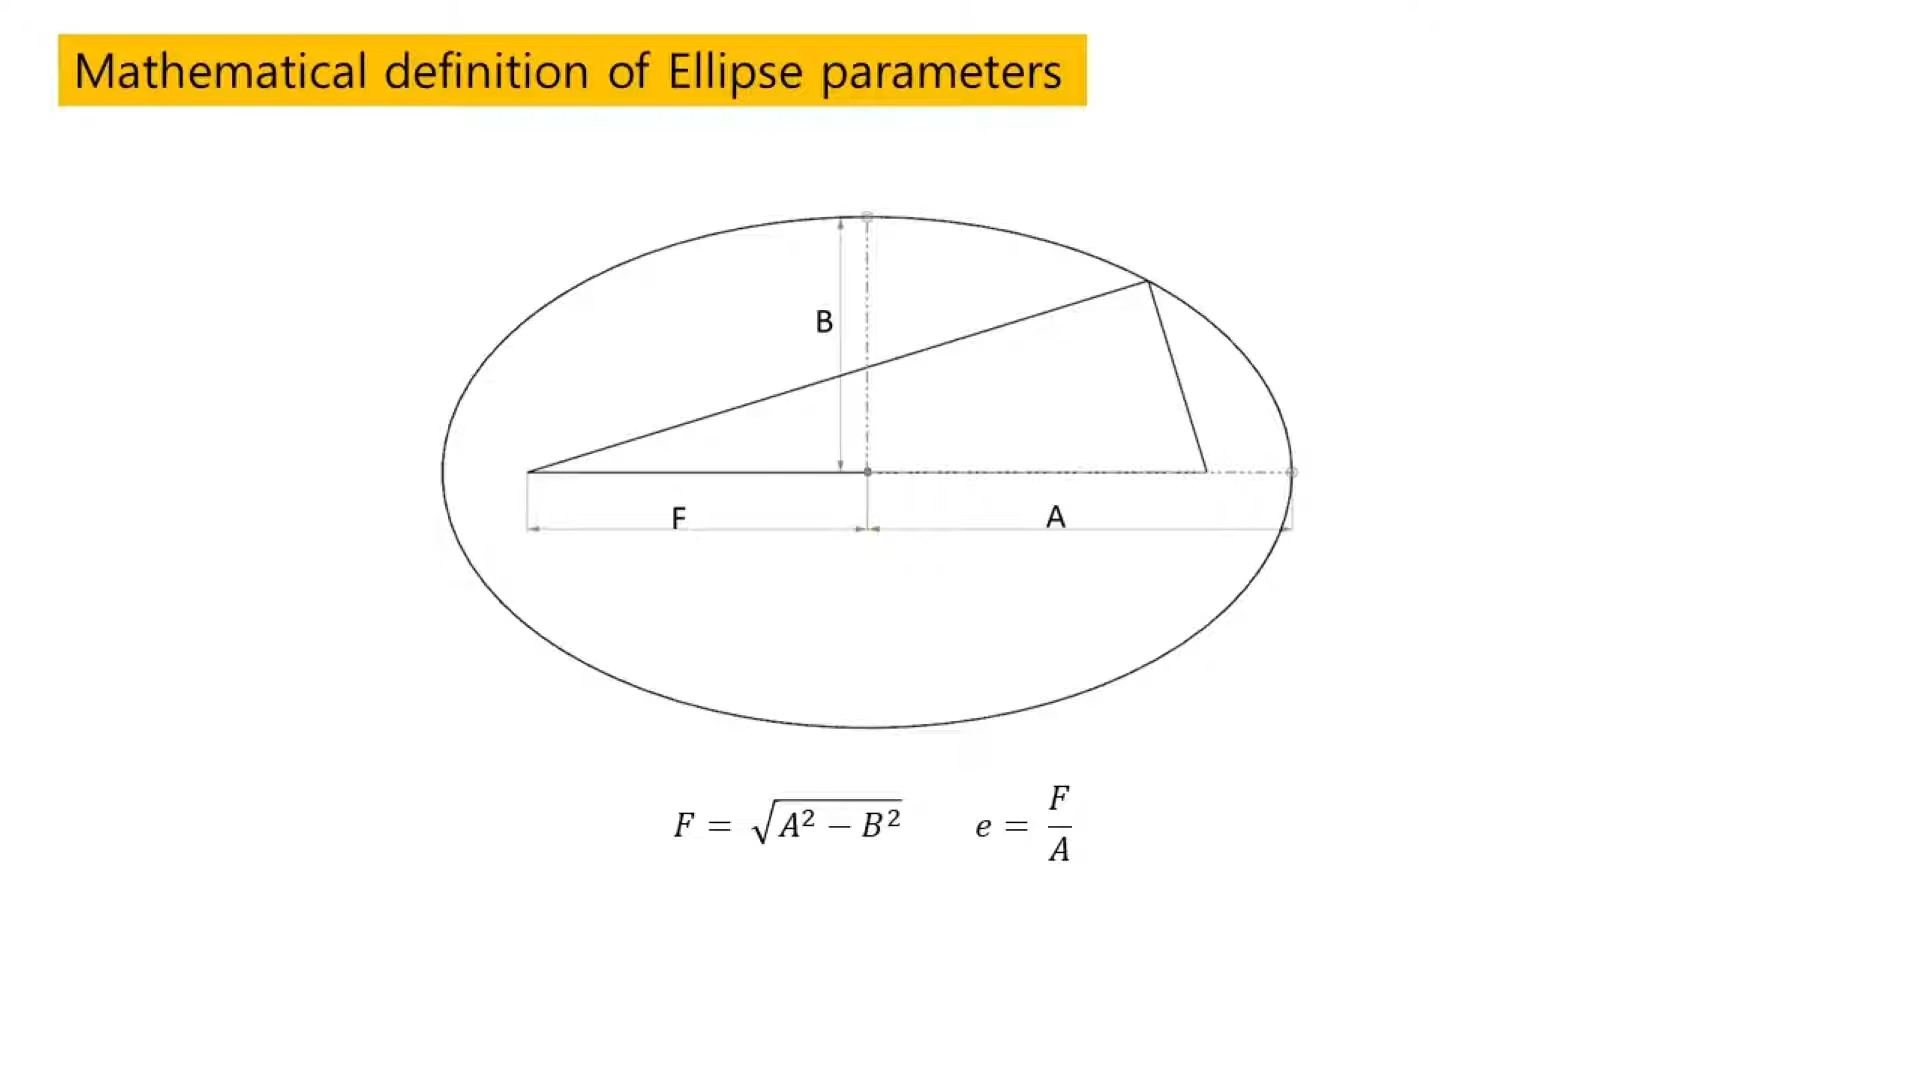 Mathematical definition of Ellipse parameters
B
F
A
F = √(A² − B²)
e = F/A